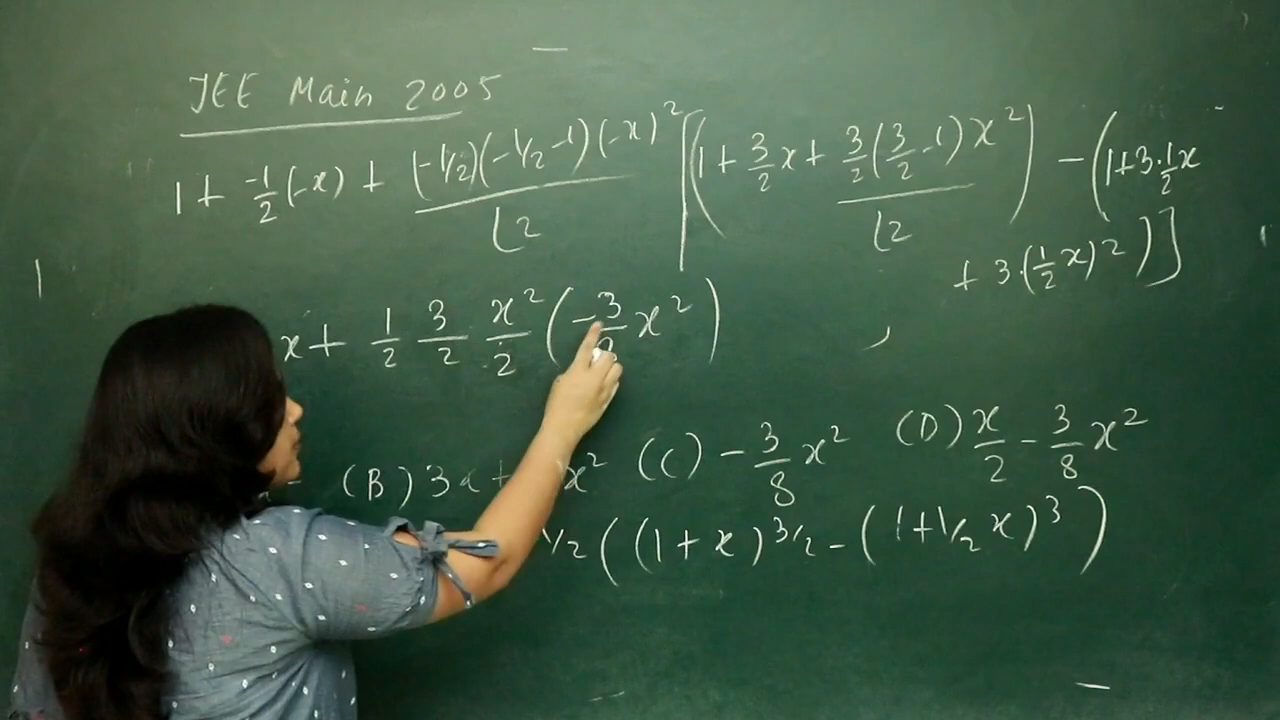 JEE Main 2005
1 + -1/2 (-x) + (-1/2)(-1/2 -1)(-x)^2 / ⌊2 [(1 + 3/2 x + 3/2 (3/2 -1) x^2 / ⌊2) - (1+3·1/2 x
+ 3·(1/2 x)^2)]
x + 1/2 3/2 x^2/2 (-3/ x^2)
(B) 3x + x^2 (C) -3/8 x^2 (D) x/2 - 3/8 x^2
1/2 ((1+x)^3/2 - (1+1/2 x)^3)